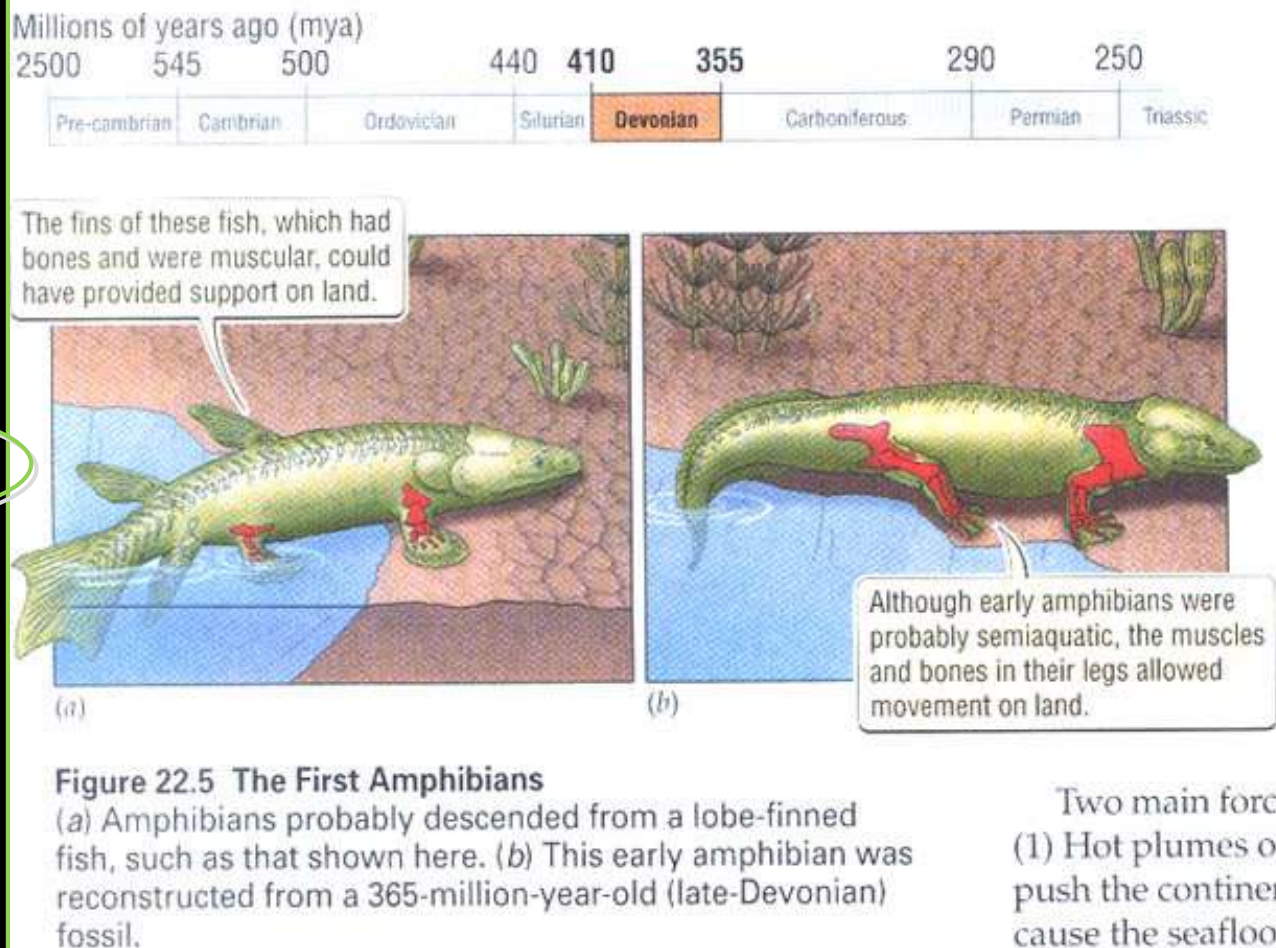 Millions of years ago (mya)
2500 545 500 440 410 355 290 250
Pre-cambrian Cambrian Ordovician Silurian Devonian Carboniferous Permian Triassic
The fins of these fish, which had
bones and were muscular, could
have provided support on land.
Although early amphibians were
probably semiaquatic, the muscles
and bones in their legs allowed
movement on land.
(a)
(b)
Figure 22.5 The First Amphibians
(a) Amphibians probably descended from a lobe-finned
fish, such as that shown here. (b) This early amphibian was
reconstructed from a 365-million-year-old (late-Devonian)
fossil.
Two main forc
(1) Hot plumes o
push the continen
cause the seafloo